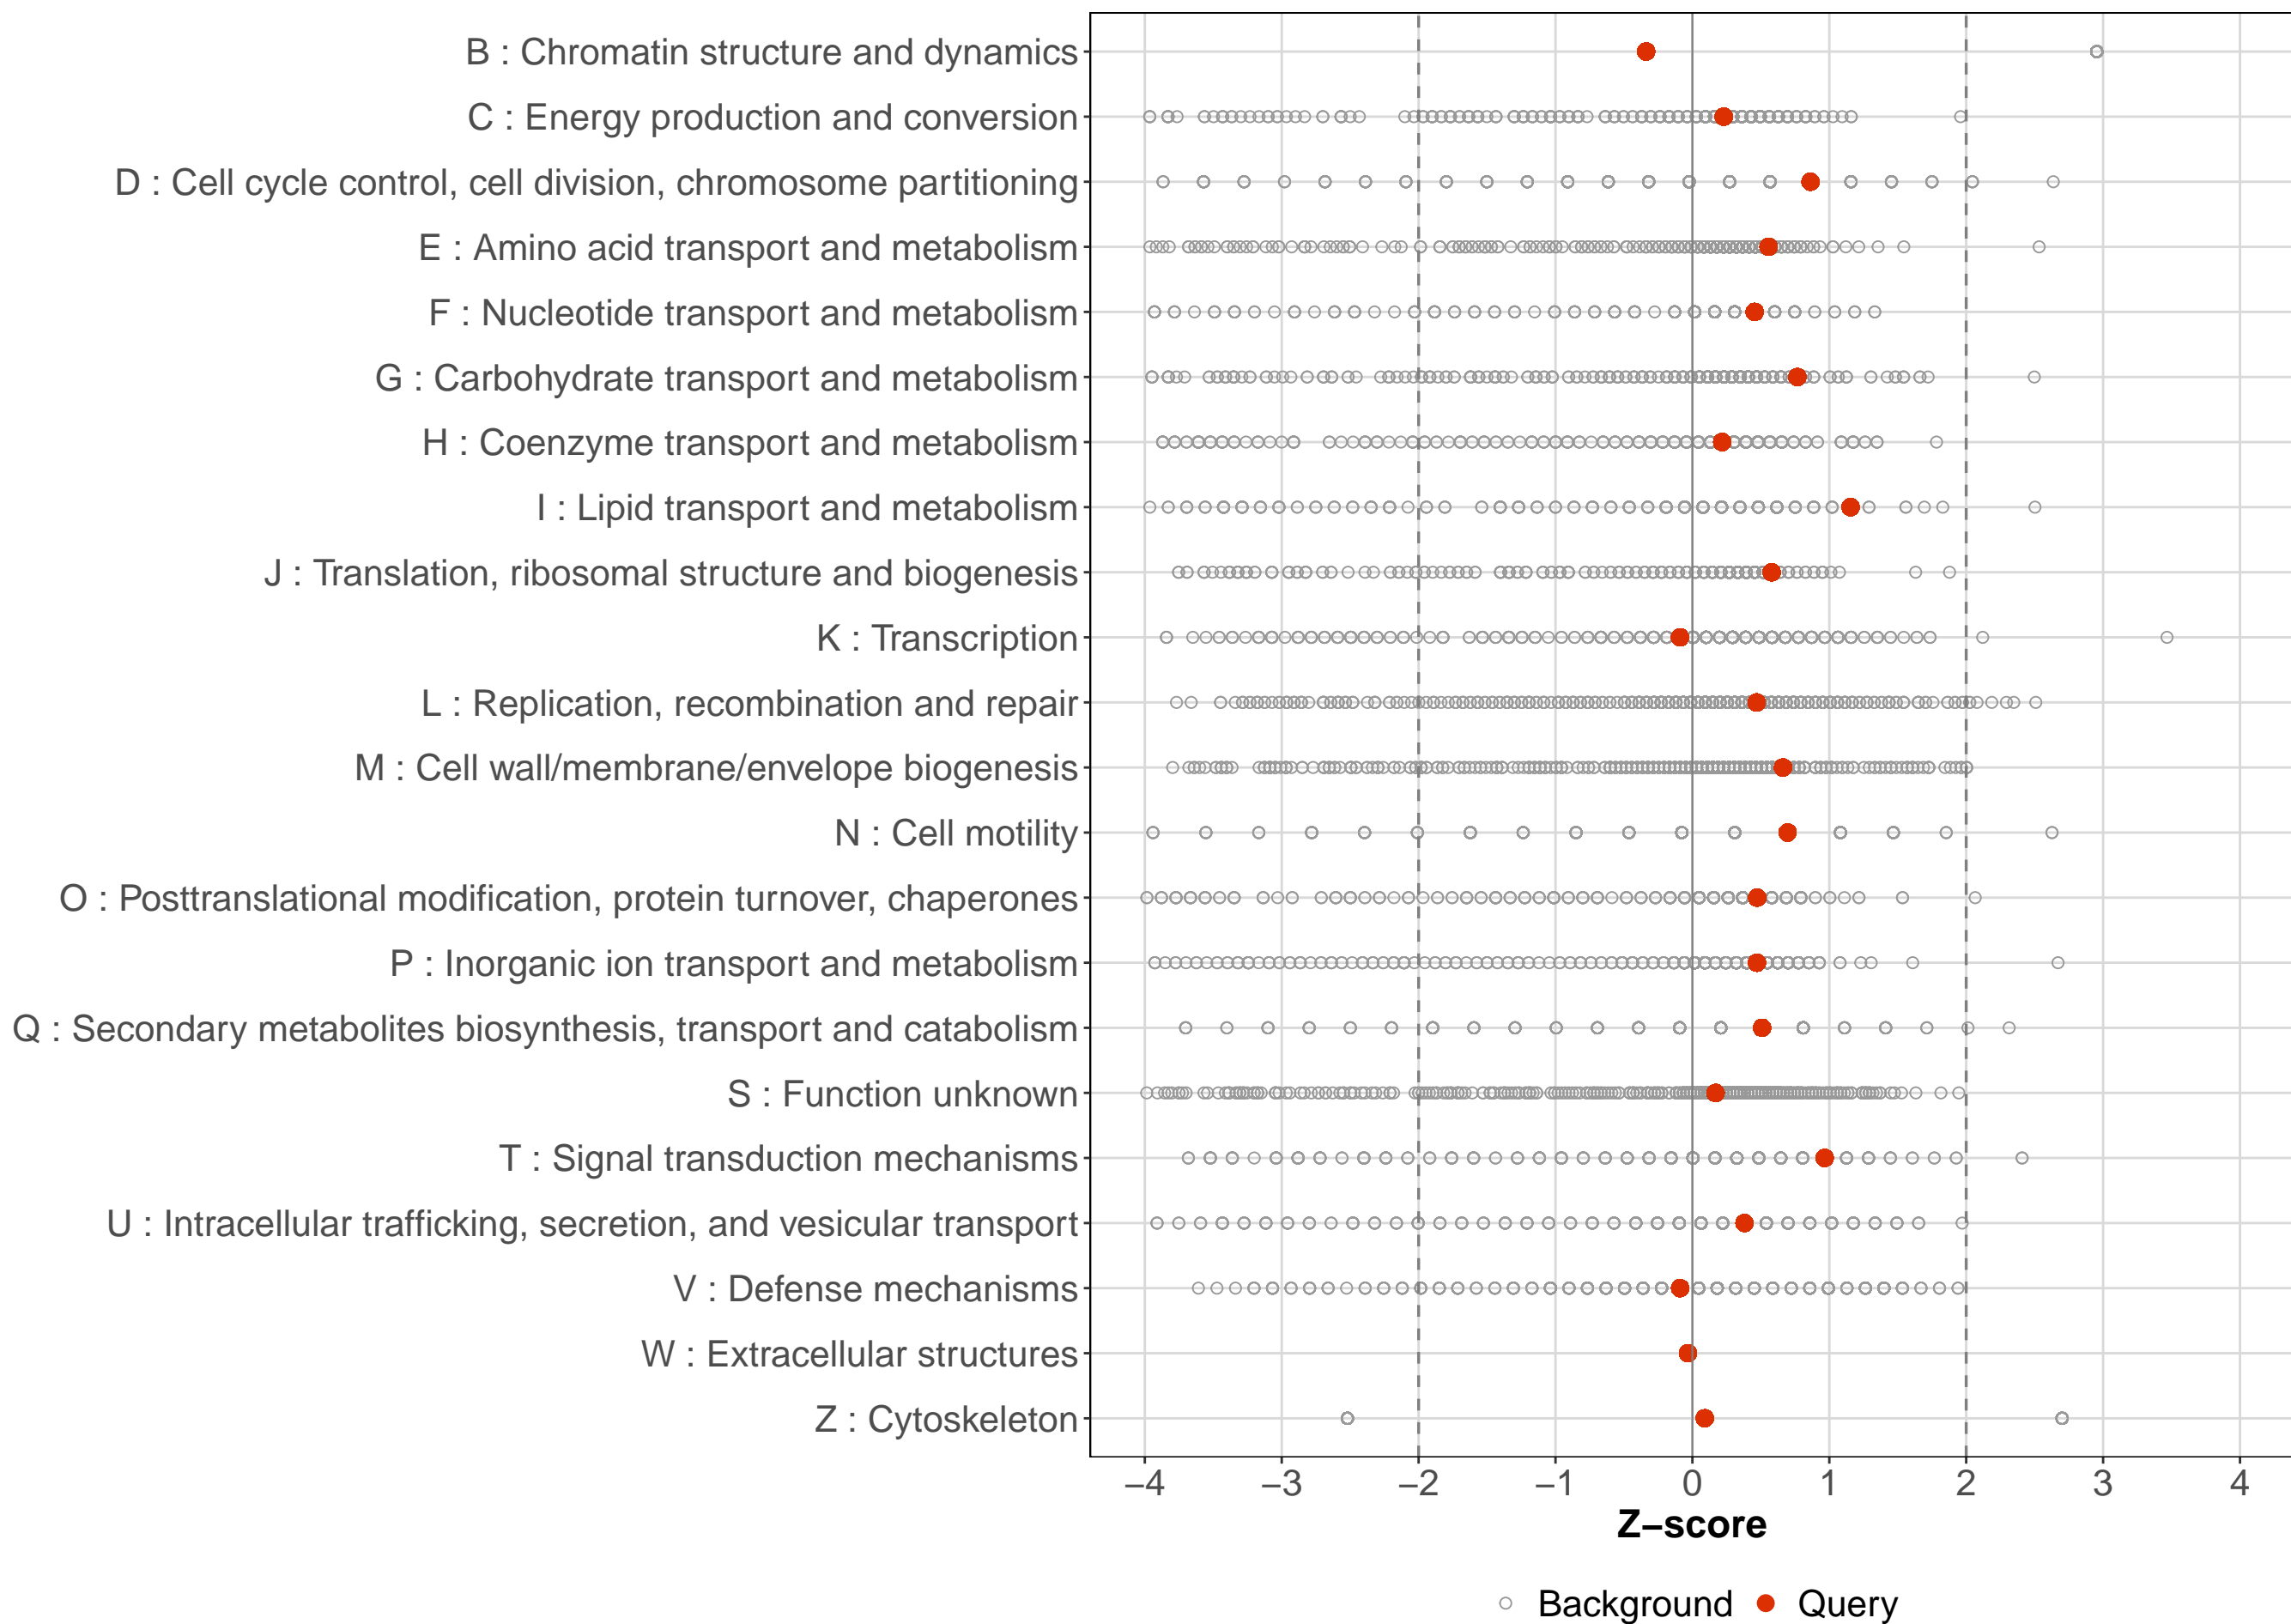 B : Chromatin structure and dynamics
C : Energy production and conversion
D : Cell cycle control, cell division, chromosome partitioning
E : Amino acid transport and metabolism
F : Nucleotide transport and metabolism
G : Carbohydrate transport and metabolism
H : Coenzyme transport and metabolism
I : Lipid transport and metabolism
J : Translation, ribosomal structure and biogenesis
K : Transcription
L : Replication, recombination and repair
M : Cell wall/membrane/envelope biogenesis
N : Cell motility
O : Posttranslational modification, protein turnover, chaperones
P : Inorganic ion transport and metabolism
Q : Secondary metabolites biosynthesis, transport and catabolism
S : Function unknown
T : Signal transduction mechanisms
U : Intracellular trafficking, secretion, and vesicular transport
V : Defense mechanisms
W : Extracellular structures
Z : Cytoskeleton
−4 −3 −2 −1 0 1 2 3 4
Z−score
Background Query